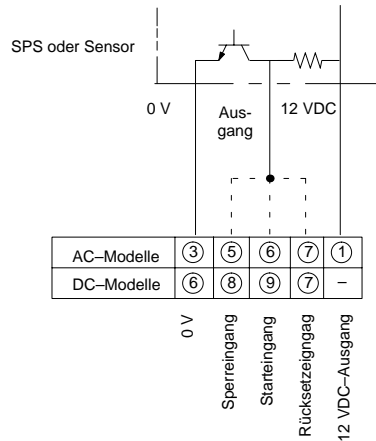 SPS oder Sensor
0 V
Aus-
gang
12 VDC
AC–Modelle ③ ⑤ ⑥ ⑦ ①
DC–Modelle ⑥ ⑧ ⑨ ⑦ –
0 V
Sperreingang
Starteingang
Rücksetzeigngag
12 VDC–Ausgang